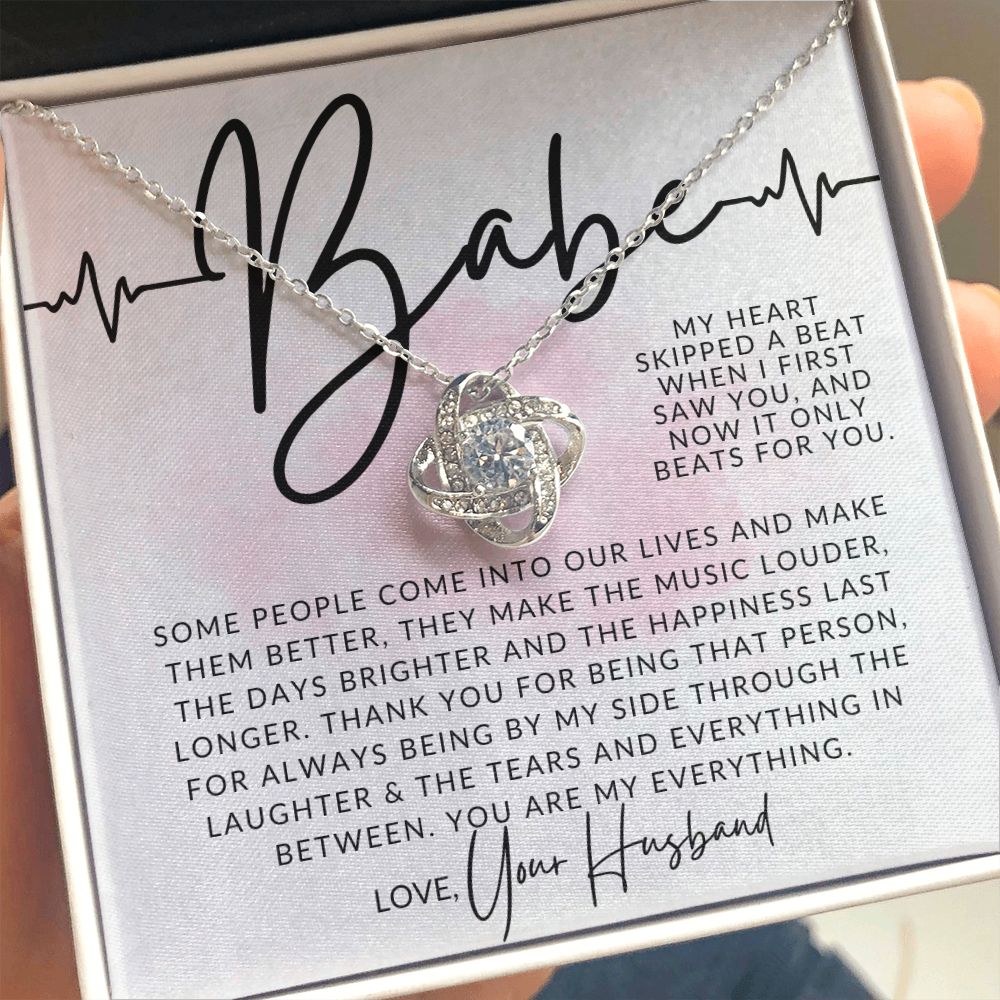 Babe
MY HEART
SKIPPED A BEAT
WHEN I FIRST
SAW YOU, AND
NOW IT ONLY
BEATS FOR YOU.
SOME PEOPLE COME INTO OUR LIVES AND MAKE
THEM BETTER, THEY MAKE THE MUSIC LOUDER,
THE DAYS BRIGHTER AND THE HAPPINESS LAST
LONGER. THANK YOU FOR BEING THAT PERSON,
FOR ALWAYS BEING BY MY SIDE THROUGH THE
LAUGHTER & THE TEARS AND EVERYTHING IN
BETWEEN. YOU ARE MY EVERYTHING.
LOVE, Your Husband